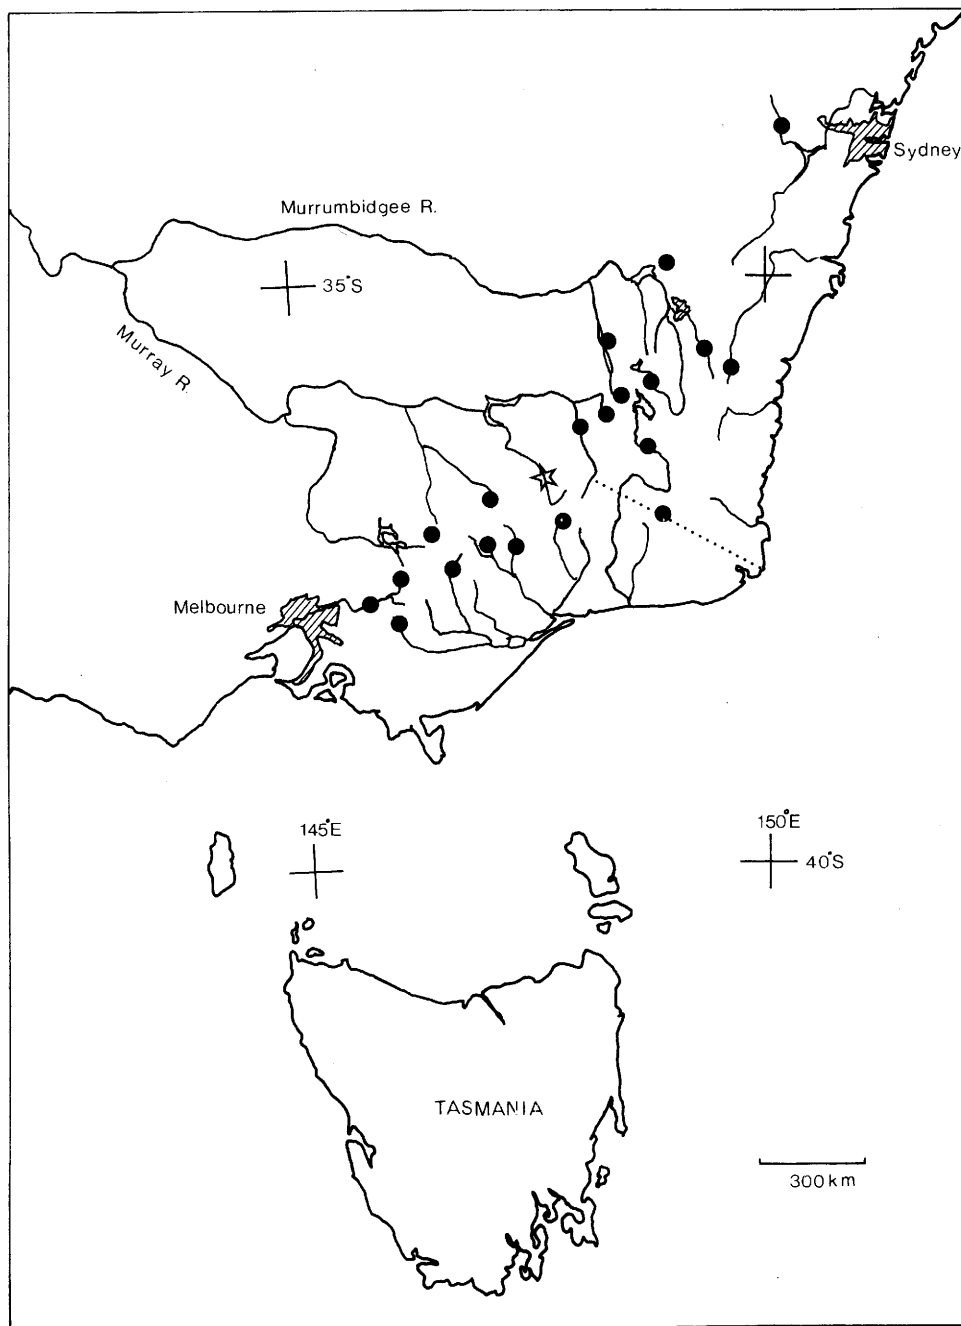 Sydney
Murrumbidgee R.
35°S
Murray R.
Melbourne
145°E
150°E
40°S
TASMANIA
300 km